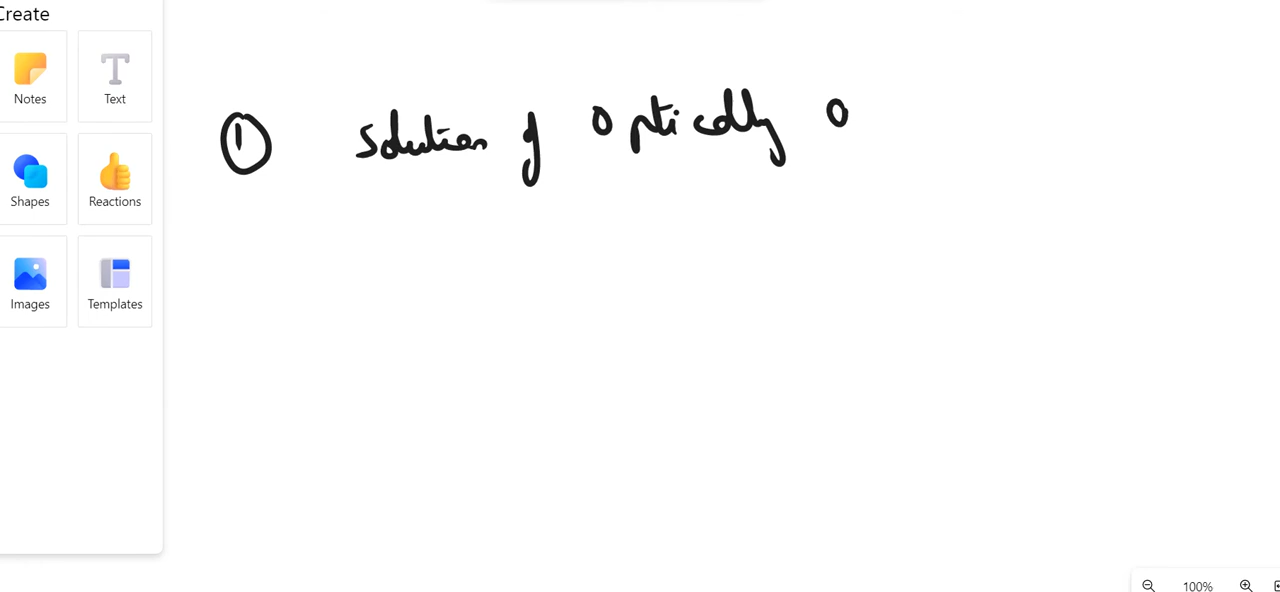 Create
Notes Text
Shapes Reactions
Images Templates
① solution of optically o
100%